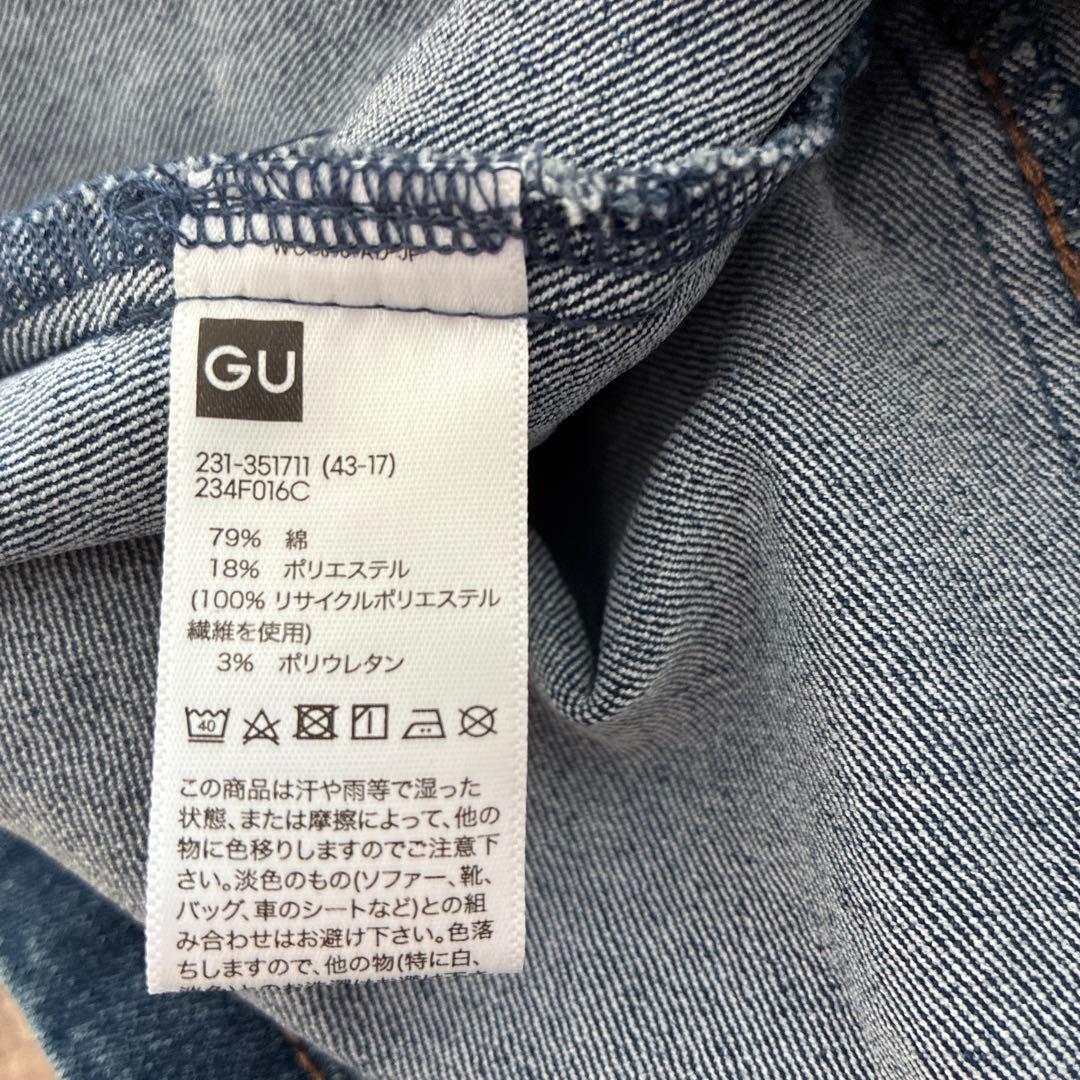 GU
231-351711 (43-17)
234F016C
79% 綿
18% ポリエステル
(100% リサイクルポリエステル
繊維を使用)
3% ポリウレタン
40
この商品は汗や雨等で湿った
状態、または摩擦によって、他の
物に色移りしますのでご注意下
さい。淡色のもの(ソファー、靴、
バッグ、車のシートなど)との組
み合わせはお避け下さい。色落
ちしますので、他の物(特に白、